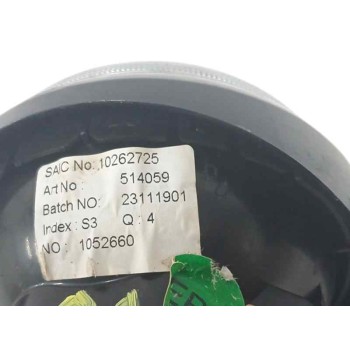 SAIC No: 10262725
Art No : 514059
Batch NO: 23111901
Index : S3 Q : 4
NO : 1052660